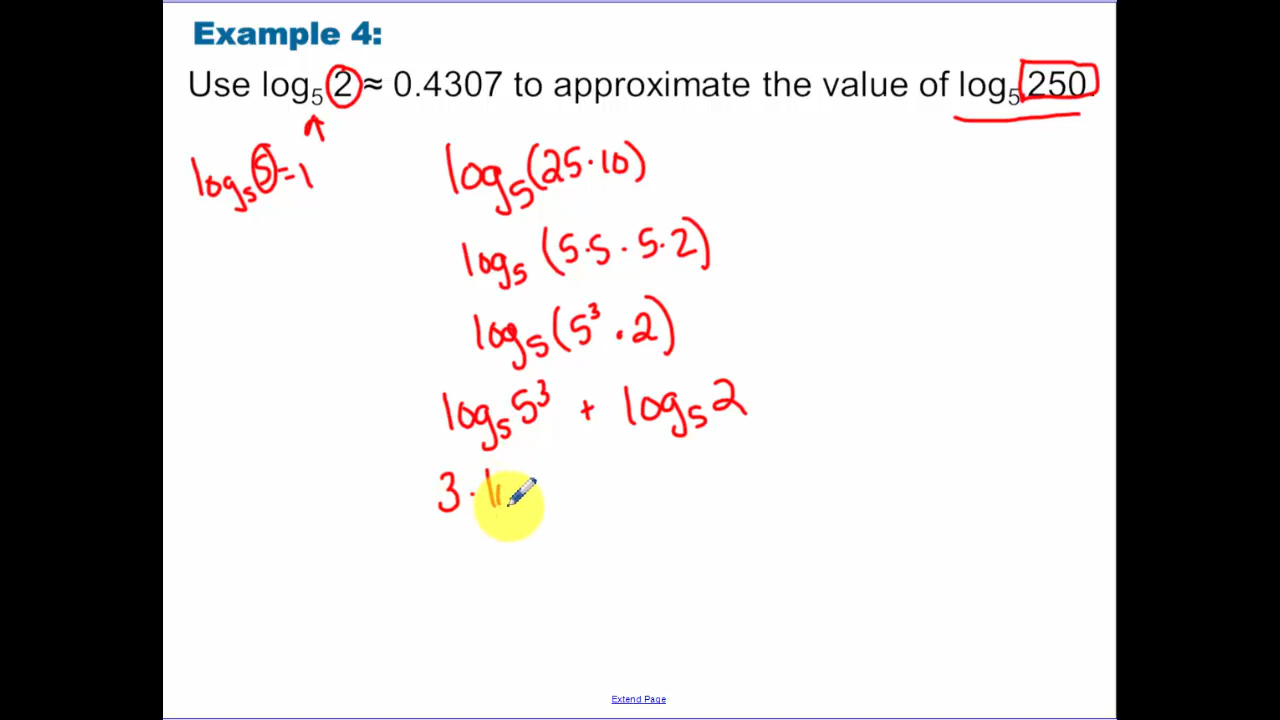 Example 4:
Use log₅ 2 ≈ 0.4307 to approximate the value of log₅ 250.
log₅ 5 = 1
log₅(25·10)
log₅ (5·5·5·2)
log₅(5³·2)
log₅ 5³ + log₅ 2
3·l
Extend Page